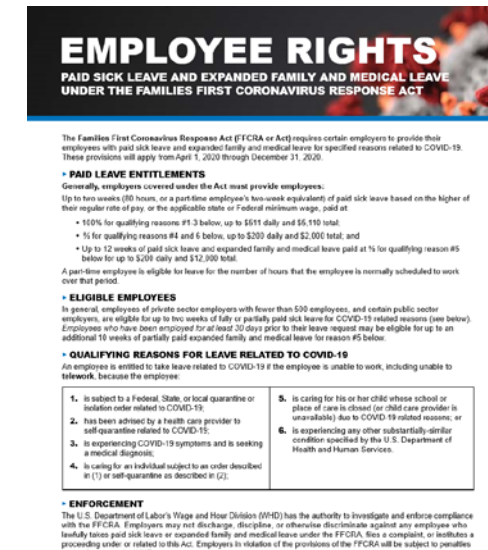 EMPLOYEE RIGHTS
PAID SICK LEAVE AND EXPANDED FAMILY AND MEDICAL LEAVE
UNDER THE FAMILIES FIRST CORONAVIRUS RESPONSE ACT
The Families First Coronavirus Response Act (FFCRA or Act) requires certain employers to provide their
employees with paid sick leave and expanded family and medical leave for specified reasons related to COVID-19.
These provisions will apply from April 1, 2020 through December 31, 2020.
▸ PAID LEAVE ENTITLEMENTS
Generally, employers covered under the Act must provide employees:
Up to two weeks (80 hours, or a part-time employee's two-week equivalent) of paid sick leave based on the higher of
their regular rate of pay, or the applicable state or Federal minimum wage, paid at:
• 100% for qualifying reasons #1-3 below, up to $511 daily and $5,110 total;
• ⅔ for qualifying reasons #4 and 6 below, up to $200 daily and $2,000 total; and
• Up to 12 weeks of paid sick leave and expanded family and medical leave paid at ⅔ for qualifying reason #5
below for up to $200 daily and $12,000 total.
A part-time employee is eligible for leave for the number of hours that the employee is normally scheduled to work
over that period.
▸ ELIGIBLE EMPLOYEES
In general, employees of private sector employers with fewer than 500 employees, and certain public sector
employers, are eligible for up to two weeks of fully or partially paid sick leave for COVID-19 related reasons (see below).
Employees who have been employed for at least 30 days prior to their leave request may be eligible for up to an
additional 10 weeks of partially paid expanded family and medical leave for reason #5 below.
▸ QUALIFYING REASONS FOR LEAVE RELATED TO COVID-19
An employee is entitled to take leave related to COVID-19 if the employee is unable to work, including unable to
telework, because the employee:
1. is subject to a Federal, State, or local quarantine or
isolation order related to COVID-19;
2. has been advised by a health care provider to
self-quarantine related to COVID-19;
3. is experiencing COVID-19 symptoms and is seeking
a medical diagnosis;
4. is caring for an individual subject to an order described
in (1) or self-quarantine as described in (2);
5. is caring for his or her child whose school or
place of care is closed (or child care provider is
unavailable) due to COVID-19 related reasons; or
6. is experiencing any other substantially-similar
condition specified by the U.S. Department of
Health and Human Services.
▸ ENFORCEMENT
The U.S. Department of Labor's Wage and Hour Division (WHD) has the authority to investigate and enforce compliance
with the FFCRA. Employers may not discharge, discipline, or otherwise discriminate against any employee who
lawfully takes paid sick leave or expanded family and medical leave under the FFCRA, files a complaint, or institutes a
proceeding under or related to this Act. Employers in violation of the provisions of the FFCRA will be subject to penalties